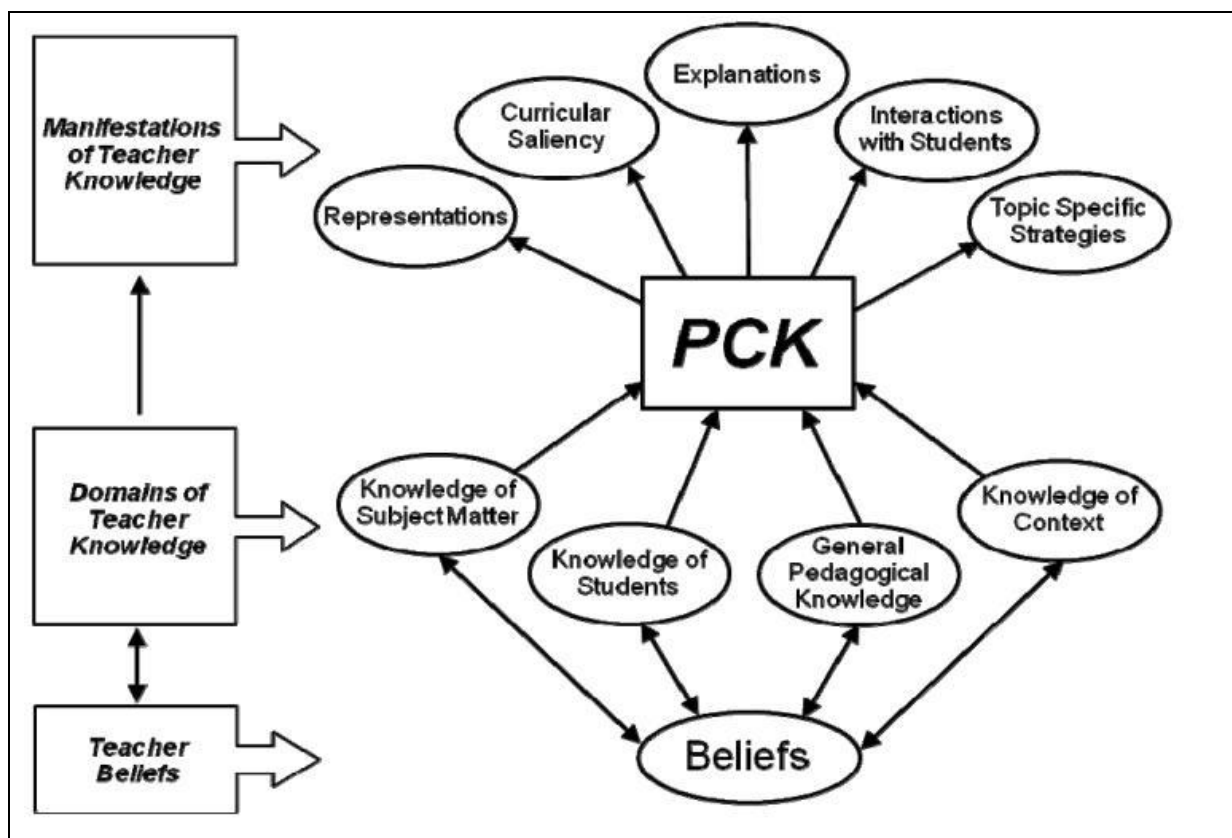 Manifestations
of Teacher
Knowledge
Explanations
Curricular
Saliency
Interactions
with Students
Representations
Topic Specific
Strategies
PCK
Domains of
Teacher
Knowledge
Knowledge of
Subject Matter
Knowledge of
Students
General
Pedagogical
Knowledge
Knowledge of
Context
Teacher
Beliefs
Beliefs